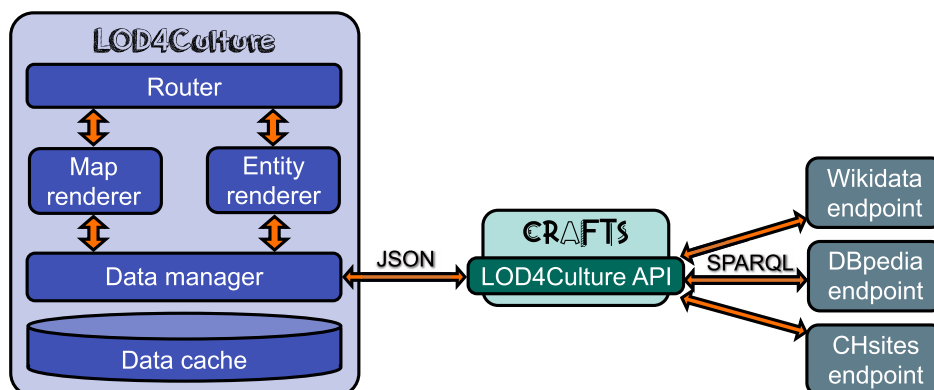 LOD4Culture
Router
Map
renderer
Entity
renderer
Data manager
Data cache
JSON
CRAFTS
LOD4Culture API
SPARQL
Wikidata
endpoint
DBpedia
endpoint
CHsites
endpoint